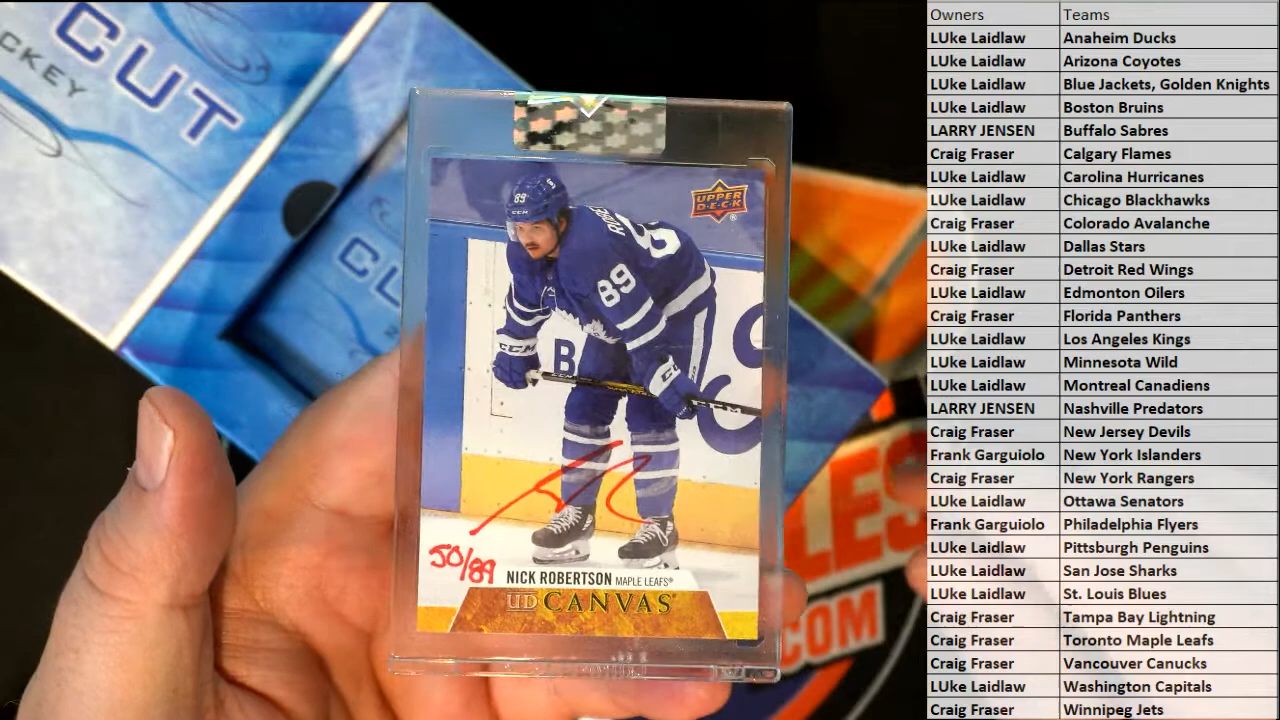 CUT
CKEY
CU
89
CCM
89
89
UPPER
D·E·C·K
®
CCM
B
CCM
CCM
50/89
NICK ROBERTSON MAPLE LEAFS®
UD CANVAS
LES
.COM
Owners Teams
LUke Laidlaw Anaheim Ducks
LUke Laidlaw Arizona Coyotes
LUke Laidlaw Blue Jackets, Golden Knights
LUke Laidlaw Boston Bruins
LARRY JENSEN Buffalo Sabres
Craig Fraser Calgary Flames
LUke Laidlaw Carolina Hurricanes
LUke Laidlaw Chicago Blackhawks
Craig Fraser Colorado Avalanche
LUke Laidlaw Dallas Stars
Craig Fraser Detroit Red Wings
LUke Laidlaw Edmonton Oilers
Craig Fraser Florida Panthers
LUke Laidlaw Los Angeles Kings
LUke Laidlaw Minnesota Wild
LUke Laidlaw Montreal Canadiens
LARRY JENSEN Nashville Predators
Craig Fraser New Jersey Devils
Frank Garguiolo New York Islanders
Craig Fraser New York Rangers
LUke Laidlaw Ottawa Senators
Frank Garguiolo Philadelphia Flyers
LUke Laidlaw Pittsburgh Penguins
LUke Laidlaw San Jose Sharks
LUke Laidlaw St. Louis Blues
Craig Fraser Tampa Bay Lightning
Craig Fraser Toronto Maple Leafs
Craig Fraser Vancouver Canucks
LUke Laidlaw Washington Capitals
Craig Fraser Winnipeg Jets